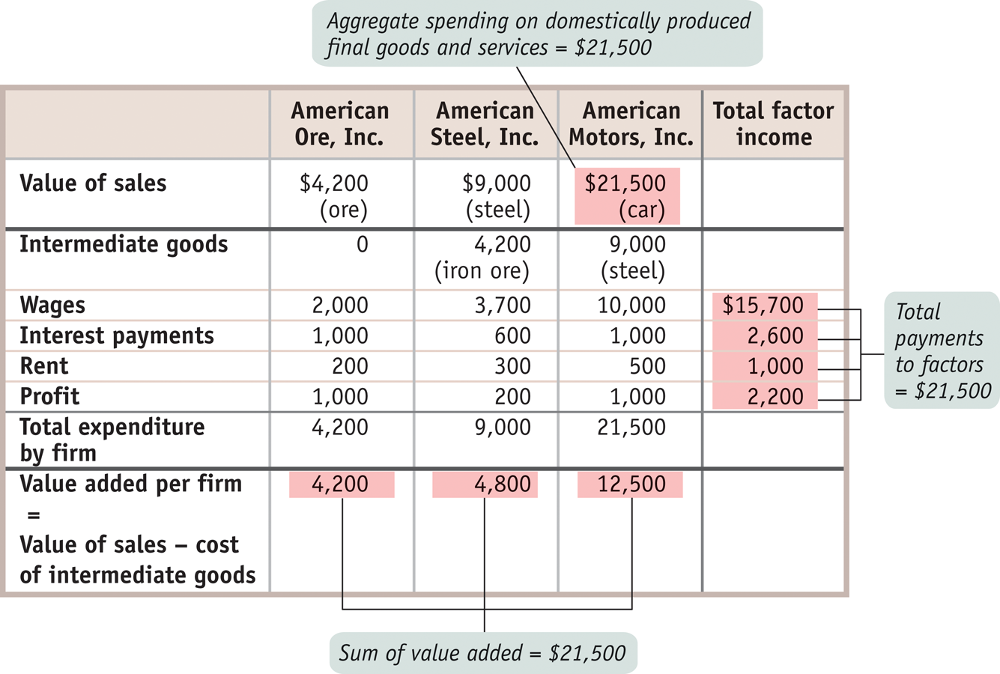 Aggregate spending on domestically produced
final goods and services = $21,500
American
Ore, Inc.
American
Steel, Inc.
American
Motors, Inc.
Total factor
income
Value of sales
$4,200
(ore)
$9,000
(steel)
$21,500
(car)
Intermediate goods
0
4,200
(iron ore)
9,000
(steel)
Wages 2,000 3,700 10,000 $15,700
Interest payments 1,000 600 1,000 2,600
Rent 200 300 500 1,000
Profit 1,000 200 1,000 2,200
Total
payments
to factors
= $21,500
Total expenditure
by firm
4,200 9,000 21,500
Value added per firm
=
Value of sales – cost
of intermediate goods
4,200 4,800 12,500
Sum of value added = $21,500